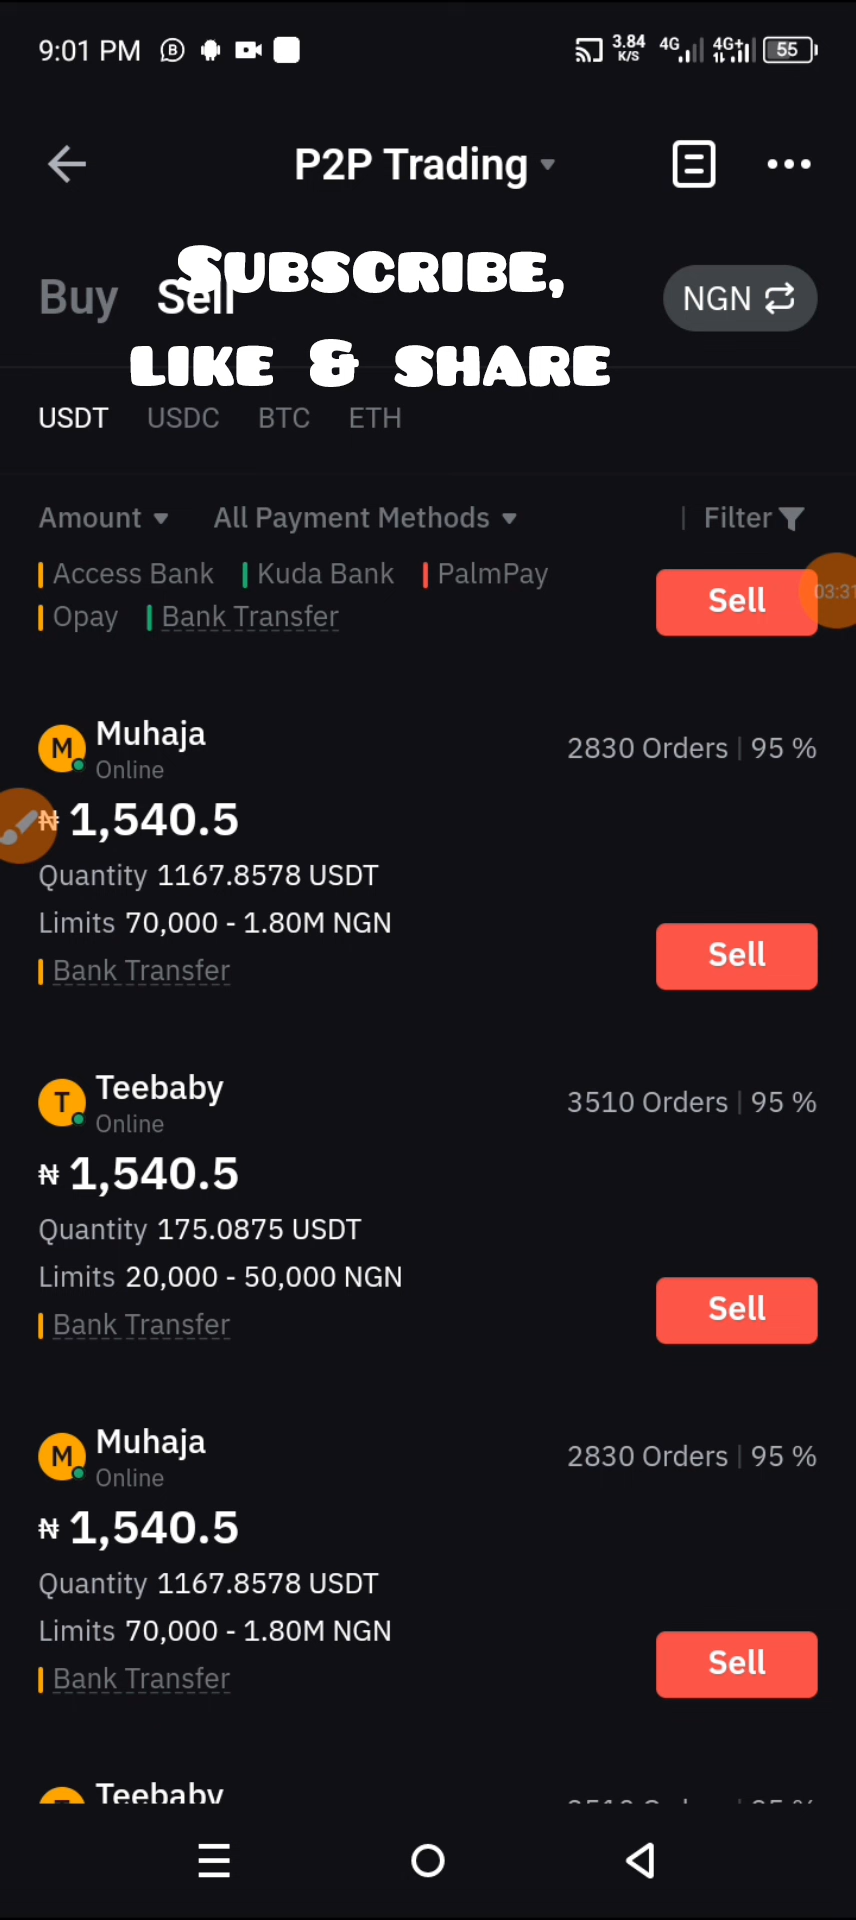 9:01 PM
3.84 K/S 4G 4G+ 55
P2P Trading
Subscribe,
Buy Sell NGN
like & share
USDT USDC BTC ETH
Amount All Payment Methods | Filter
Access Bank Kuda Bank PalmPay
Sell 03:31
Opay Bank Transfer
M Muhaja
Online
2830 Orders | 95 %
₦ 1,540.5
Quantity 1167.8578 USDT
Limits 70,000 - 1.80M NGN
Sell
Bank Transfer
T Teebaby
Online
3510 Orders | 95 %
₦ 1,540.5
Quantity 175.0875 USDT
Limits 20,000 - 50,000 NGN
Sell
Bank Transfer
M Muhaja
Online
2830 Orders | 95 %
₦ 1,540.5
Quantity 1167.8578 USDT
Limits 70,000 - 1.80M NGN
Sell
Bank Transfer
Teebaby